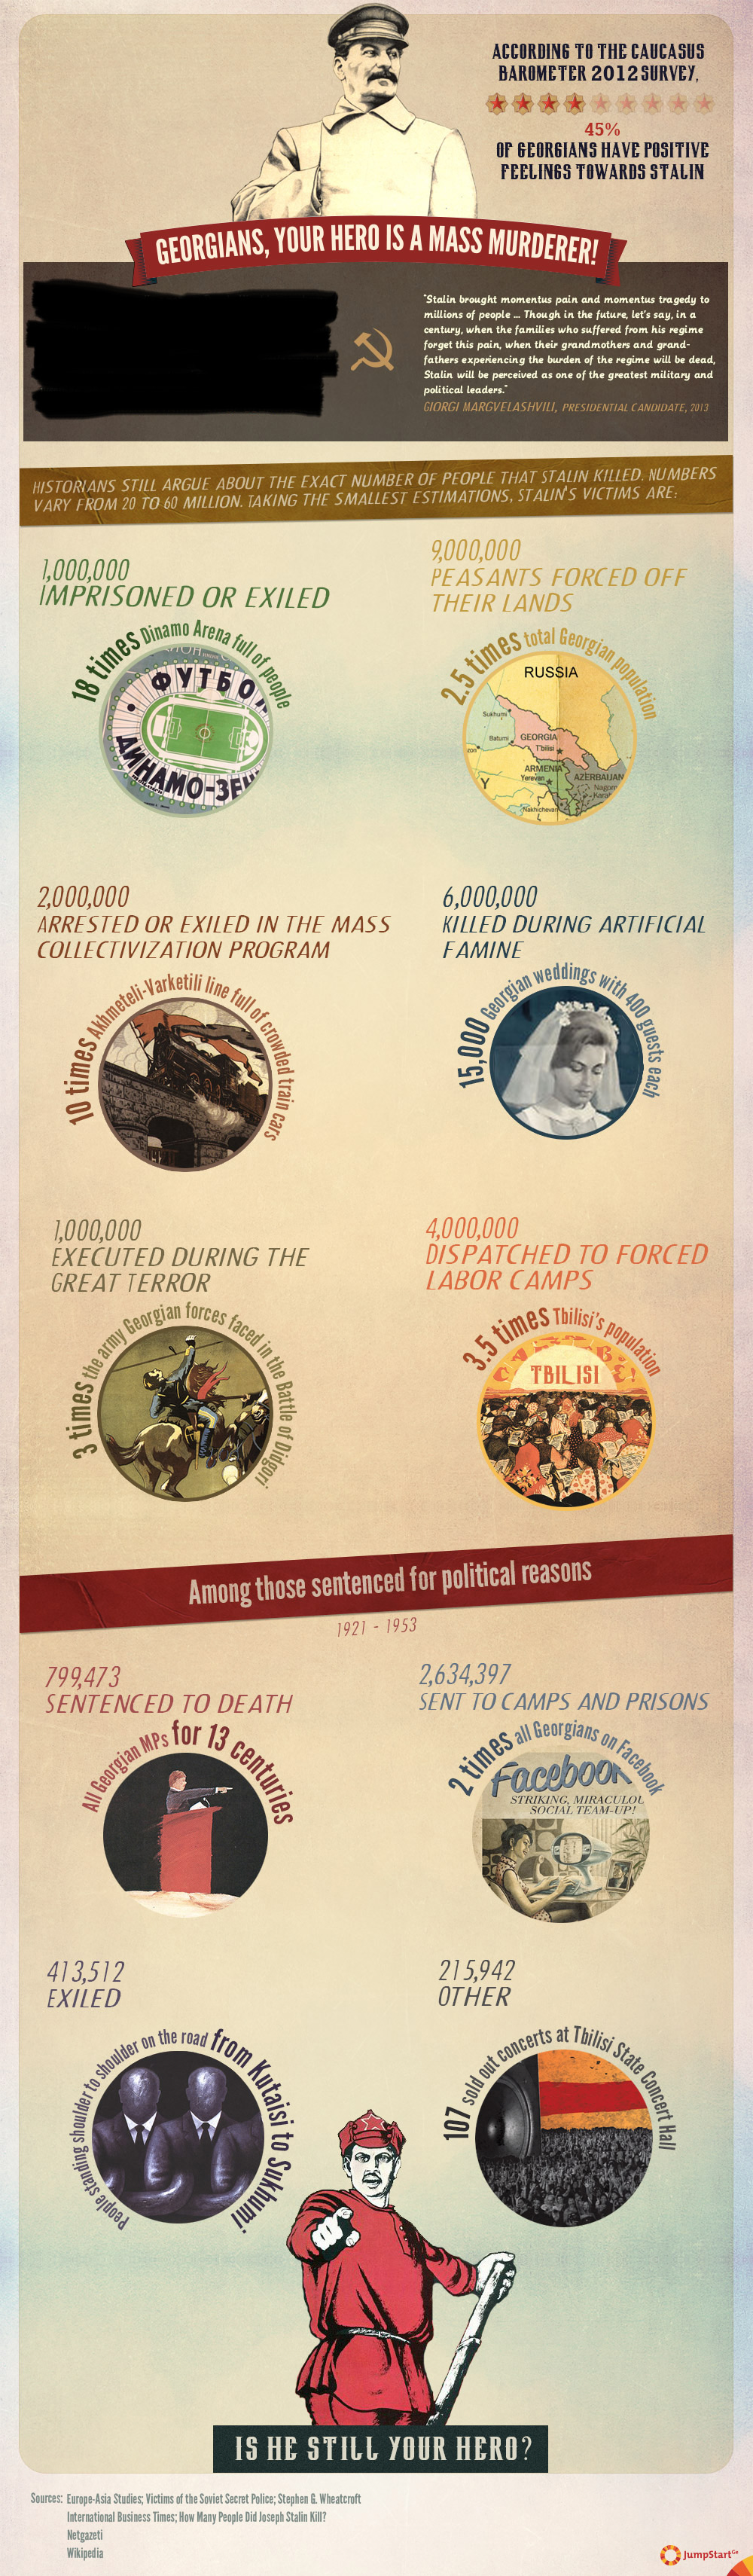 ACCORDING TO THE CAUCASUS
BAROMETER 2012 SURVEY,
45%
OF GEORGIANS HAVE POSITIVE
FEELINGS TOWARDS STALIN
GEORGIANS, YOUR HERO IS A MASS MURDERER!
"Stalin brought momentus pain and momentus tragedy to
millions of people ... Though in the future, let's say, in a
century, when the families who suffered from his regime
forget this pain, when their grandmothers and grand-
fathers experiencing the burden of the regime will be dead,
Stalin will be perceived as one of the greatest military and
political leaders."
GIORGI MARGVELASHVILI, PRESIDENTIAL CANDIDATE, 2013
HISTORIANS STILL ARGUE ABOUT THE EXACT NUMBER OF PEOPLE THAT STALIN KILLED. NUMBERS
VARY FROM 20 TO 60 MILLION. TAKING THE SMALLEST ESTIMATIONS, STALIN'S VICTIMS ARE:
1,000,000
IMPRISONED OR EXILED
18 times Dinamo Arena full of people
ФУТБО
ДИНАМО-ЗЕН
9,000,000
PEASANTS FORCED OFF
THEIR LANDS
2.5 times total Georgian population
RUSSIA
Sukhumi
Batumi
GEORGIA
T'bilisi
zon
ARMENIA
Yerevan
AZERBAIJAN
Y
Nagorn
Karab
Nakhichevan
2,000,000
ARRESTED OR EXILED IN THE MASS
COLLECTIVIZATION PROGRAM
10 times Akhmeteli-Varketili line full of crowded train cars
6,000,000
KILLED DURING ARTIFICIAL
FAMINE
15,000 Georgian weddings with 400 guests each
1,000,000
EXECUTED DURING THE
GREAT TERROR
3 times the army Georgian forces faced in the Battle of Didgori
4,000,000
DISPATCHED TO FORCED
LABOR CAMPS
3.5 times Tbilisi's population
TBILISI
Among those sentenced for political reasons
1921 - 1953
799,473
SENTENCED TO DEATH
All Georgian MPs for 13 centuries
2,634,397
SENT TO CAMPS AND PRISONS
2 times all Georgians on Facebook
Facebook
STRIKING, MIRACULOU
SOCIAL TEAM-UP!
413,512
EXILED
People standing shoulder to shoulder on the road from Kutaisi to Sukhumi
215,942
OTHER
107 sold out concerts at Tbilisi State Concert Hall
IS HE STILL YOUR HERO?
Sources: Europe-Asia Studies; Victims of the Soviet Secret Police; Stephen G. Wheatcroft
International Business Times; How Many People Did Joseph Stalin Kill?
Netgazeti
Wikipedia
JumpStart Ge